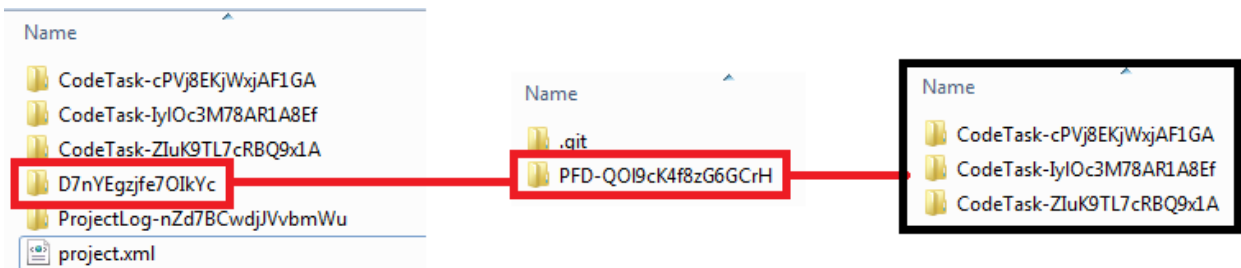 Name
CodeTask-cPVj8EKjWxjAF1GA
CodeTask-IylOc3M78AR1A8Ef
CodeTask-ZIuK9TL7cRBQ9x1A
D7nYEgzjfe7OIkYc
ProjectLog-nZd7BCwdjJVvbmWu
project.xml
Name
.git
PFD-QOI9cK4f8zG6GCrH
Name
CodeTask-cPVj8EKjWxjAF1GA
CodeTask-IylOc3M78AR1A8Ef
CodeTask-ZIuK9TL7cRBQ9x1A